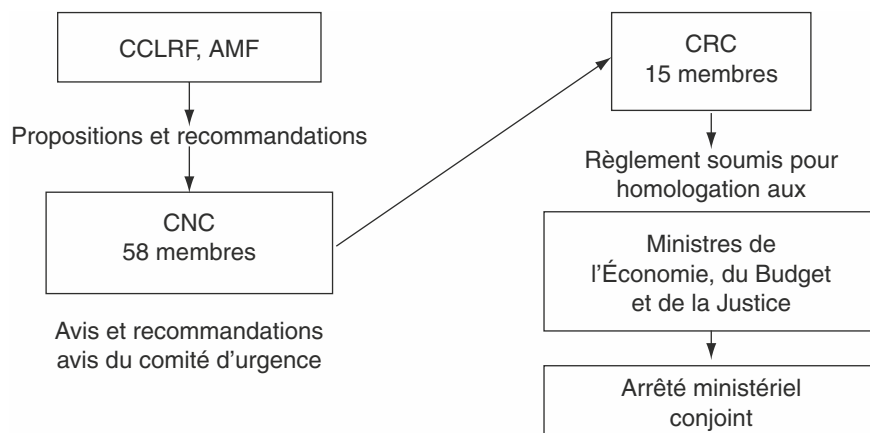 CCLRF, AMF
Propositions et recommandations
CNC
58 membres
Avis et recommandations
avis du comité d'urgence
CRC
15 membres
Règlement soumis pour
homologation aux
Ministres de
l'Économie, du Budget
et de la Justice
Arrêté ministériel
conjoint